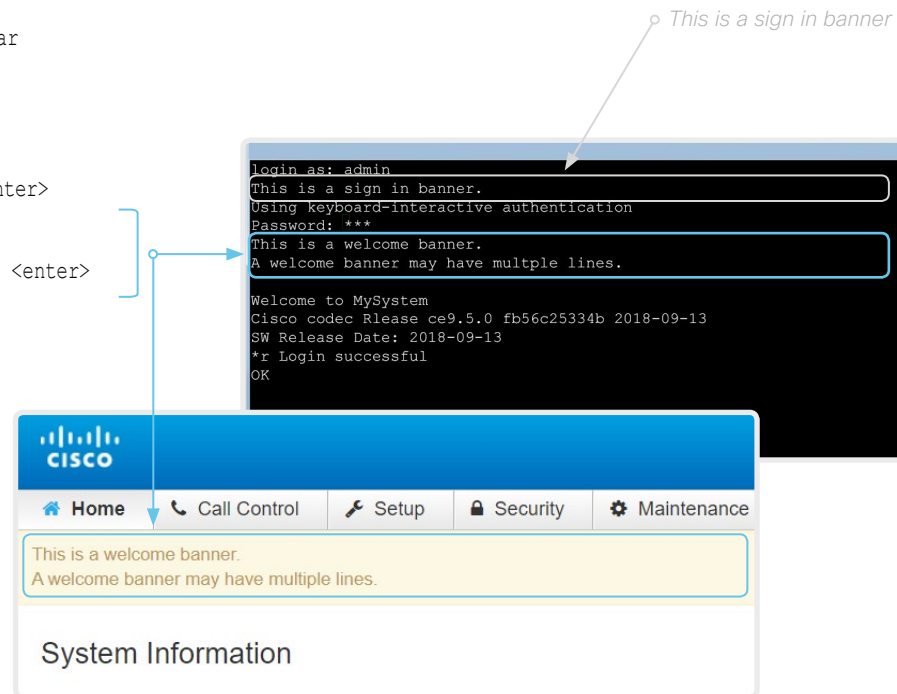 This is a sign in banner
ar
nter>
<enter>
login as: admin
This is a sign in banner.
Using keyboard-interactive authentication
Password: ***
This is a welcome banner.
A welcome banner may have multple lines.
Welcome to MySystem
Cisco codec Rlease ce9.5.0 fb56c25334b 2018-09-13
SW Release Date: 2018-09-13
*r Login successful
OK
CISCO
Home Call Control Setup Security Maintenance
This is a welcome banner.
A welcome banner may have multiple lines.
System Information